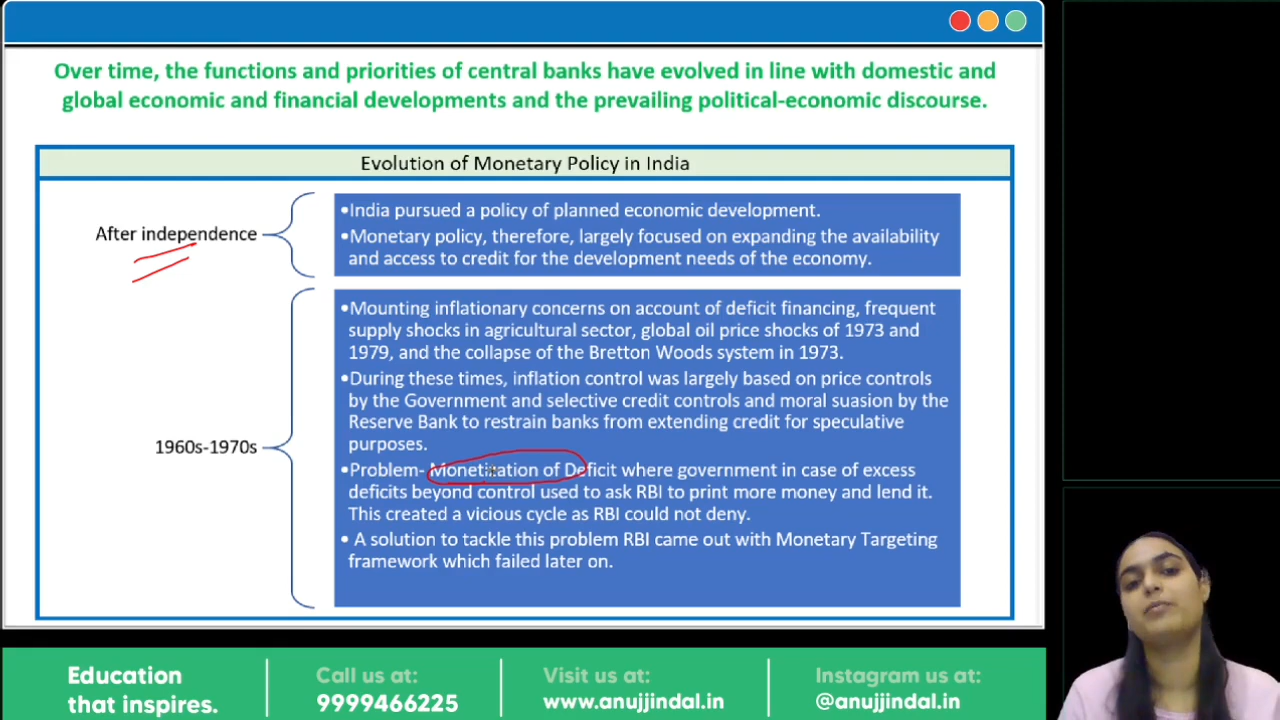 Over time, the functions and priorities of central banks have evolved in line with domestic and
global economic and financial developments and the prevailing political-economic discourse.
Evolution of Monetary Policy in India
After independence
•India pursued a policy of planned economic development.
•Monetary policy, therefore, largely focused on expanding the availability
and access to credit for the development needs of the economy.
1960s-1970s
•Mounting inflationary concerns on account of deficit financing, frequent
supply shocks in agricultural sector, global oil price shocks of 1973 and
1979, and the collapse of the Bretton Woods system in 1973.
•During these times, inflation control was largely based on price controls
by the Government and selective credit controls and moral suasion by the
Reserve Bank to restrain banks from extending credit for speculative
purposes.
•Problem- Monetization of Deficit where government in case of excess
deficits beyond control used to ask RBI to print more money and lend it.
This created a vicious cycle as RBI could not deny.
• A solution to tackle this problem RBI came out with Monetary Targeting
framework which failed later on.
Education
that inspires.
Call us at:
9999466225
Visit us at:
www.anujjindal.in
Instagram us at:
@anujjindal.in